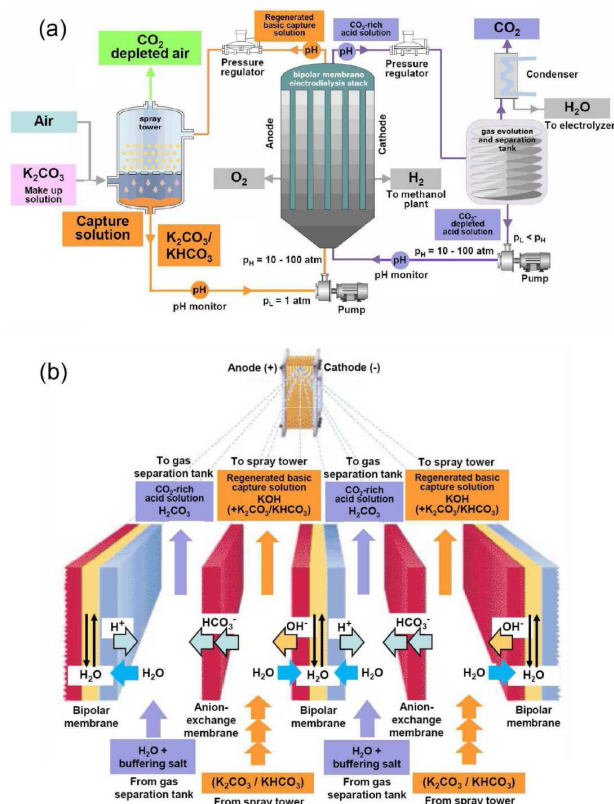 (a)
CO₂
depleted air
Regenerated
basic capture
solution
CO₂-rich
acid solution
CO₂
pH
pH
Pressure
regulator
Pressure
regulator
Condenser
bipolar membrane
electrodialysis stack
Air
spray
tower
K₂CO₃
Make up
solution
Anode
Cathode
gas evolution
and separation
tank
H₂O
To electrolyzer
O₂
H₂
To methanol
plant
Capture
solution
K₂CO₃/
KHCO₃
CO₂-
depleted
acid solution
pL < pH
pH = 10 - 100 atm
pH
pH = 10 - 100 atm
pH monitor
Pump
pH
pH monitor
pL = 1 atm
Pump
(b)
Anode (+)
Cathode (-)
To gas
separation tank
To spray tower
To gas
separation tank
To spray tower
CO₂-rich
acid solution
H₂CO₃
Regenerated basic
capture solution
KOH
(+K₂CO₃/KHCO₃)
CO₂-rich
acid solution
H₂CO₃
Regenerated basic
capture solution
KOH
(+K₂CO₃/KHCO₃)
H⁺
HCO₃⁻
OH⁻
H⁺
HCO₃⁻
OH⁻
H₂O
H₂O
H₂O
H₂O
H₂O
H₂O
H₂O
Bipolar
membrane
Anion-
exchange
membrane
Bipolar
membrane
Anion-
exchange
membrane
Bipolar
membrane
H₂O +
buffering salt
From gas
separation tank
(K₂CO₃ / KHCO₃)
From spray tower
H₂O +
buffering salt
From gas
separation tank
(K₂CO₃ / KHCO₃)
From spray tower